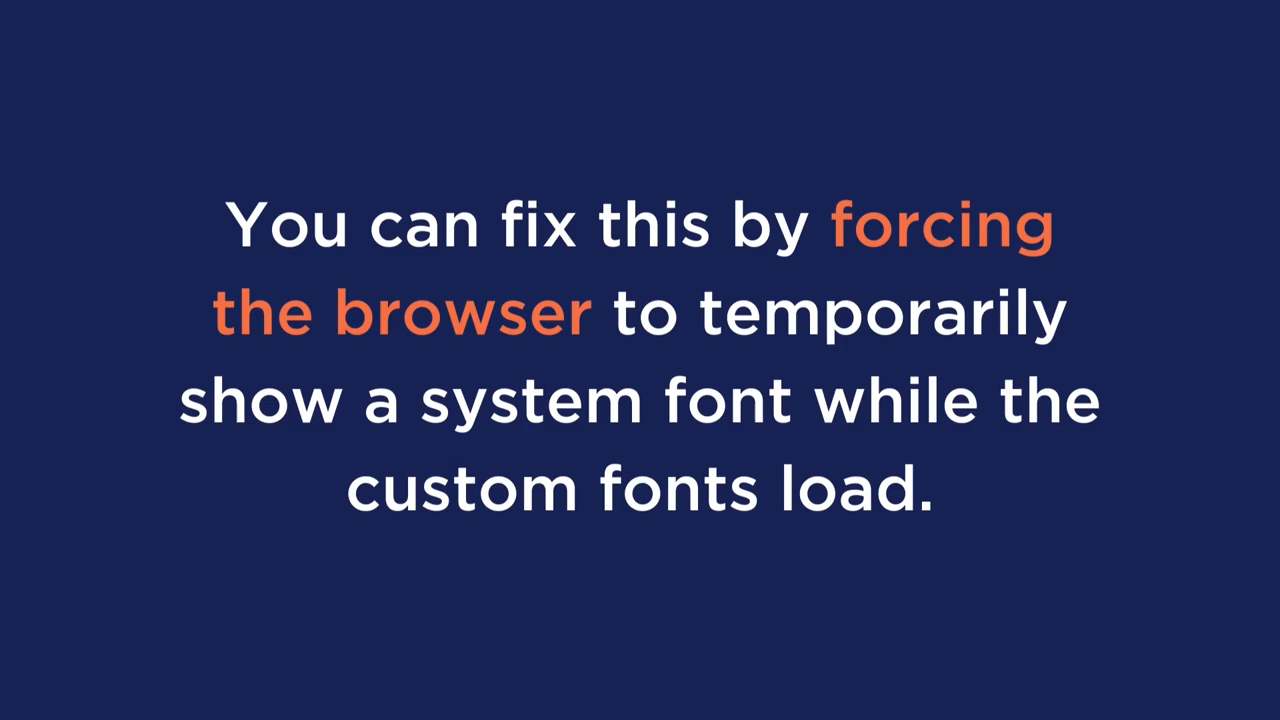 You can fix this by forcing
the browser to temporarily
show a system font while the
custom fonts load.